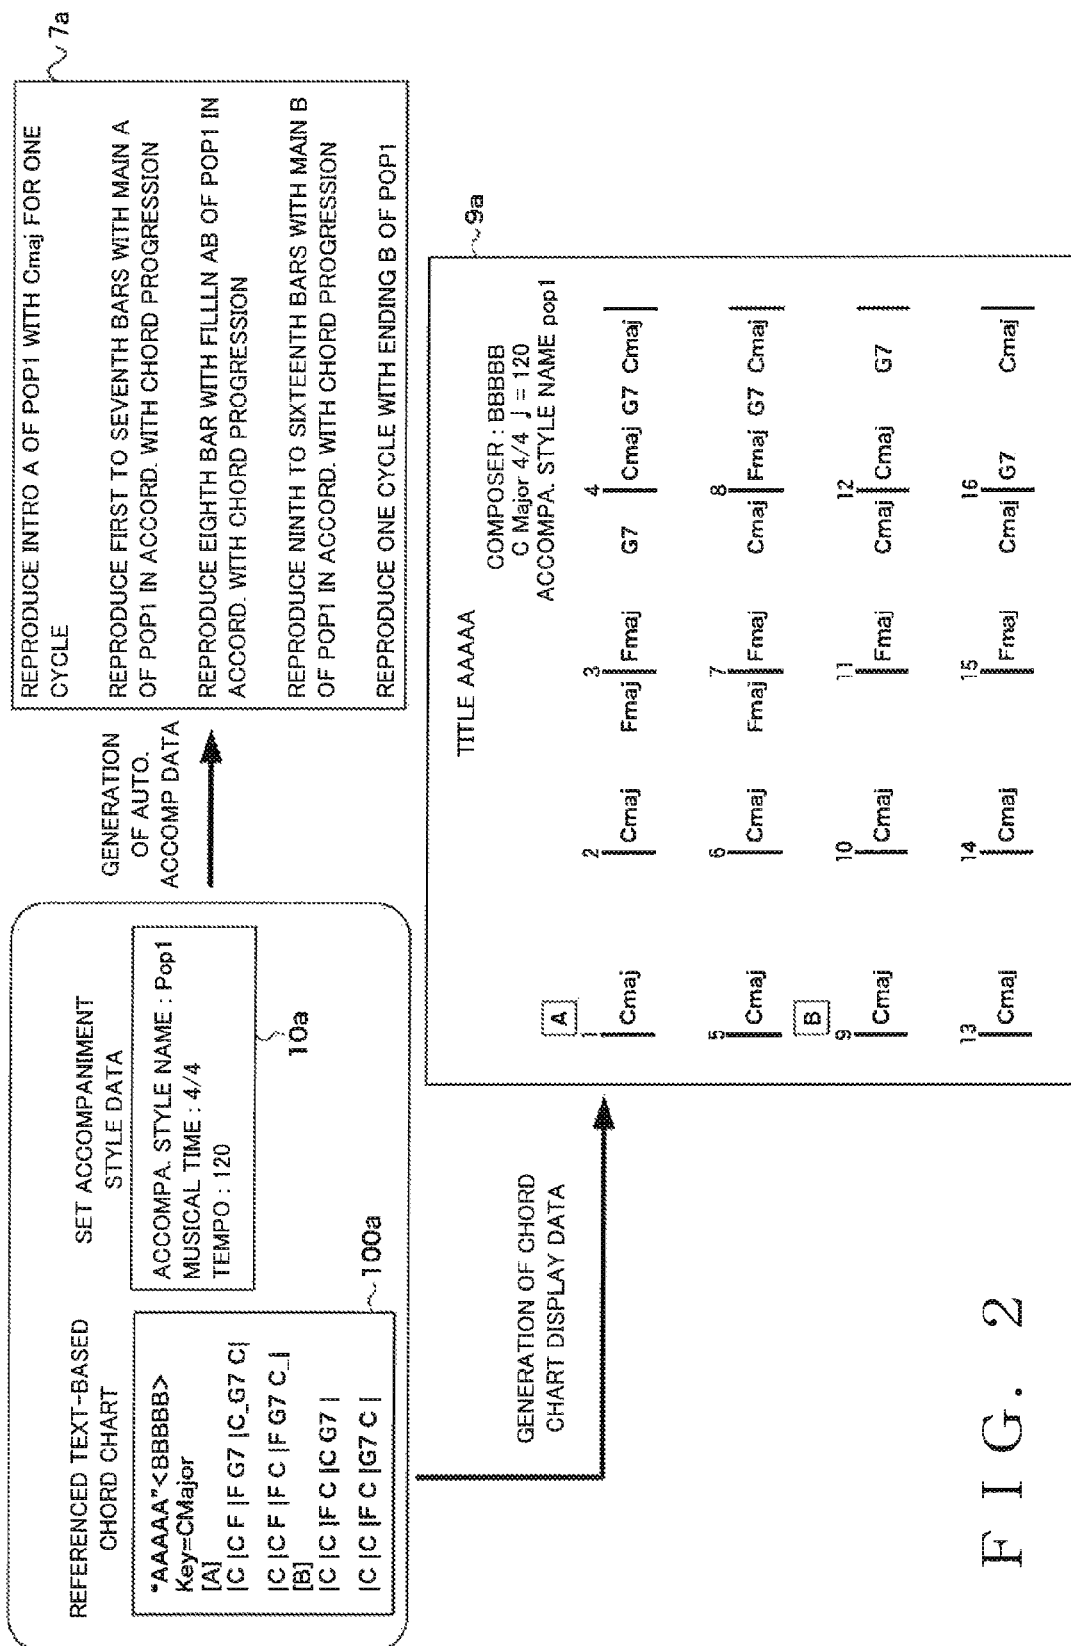 REFERENCED TEXT-BASED
CHORD CHART
"AAAAA"<BBBBB>
Key=CMajor
[A]
|C |C F |F G7 |C_G7 C|
|C |C F |F C |F G7 C_|
[B]
|C |C |F C |C G7 |
|C |C |F C |G7 C |
100a
SET ACCOMPANIMENT
STYLE DATA
ACCOMPA. STYLE NAME : Pop1
MUSICAL TIME : 4/4
TEMPO : 120
10a
GENERATION
OF AUTO.
ACCOMP DATA
REPRODUCE INTRO A OF POP1 WITH Cmaj FOR ONE
CYCLE
REPRODUCE FIRST TO SEVENTH BARS WITH MAIN A
OF POP1 IN ACCORD. WITH CHORD PROGRESSION
REPRODUCE EIGHTH BAR WITH FILLLN AB OF POP1 IN
ACCORD. WITH CHORD PROGRESSION
REPRODUCE NINTH TO SIXTEENTH BARS WITH MAIN B
OF POP1 IN ACCORD. WITH CHORD PROGRESSION
REPRODUCE ONE CYCLE WITH ENDING B OF POP1
7a
GENERATION OF CHORD
CHART DISPLAY DATA
TITLE AAAAA
COMPOSER : BBBBB
C Major 4/4 ♩ = 120
ACCOMPA. STYLE NAME pop1
A
1 2 3 4
Cmaj Cmaj Fmaj Fmaj G7 Cmaj G7 Cmaj
5 6 7 8
Cmaj Cmaj Fmaj Fmaj Cmaj Fmaj G7 Cmaj
B
9 10 11 12
Cmaj Cmaj Fmaj Cmaj Cmaj G7
13 14 15 16
Cmaj Cmaj Fmaj Cmaj G7 Cmaj
9a
FIG. 2